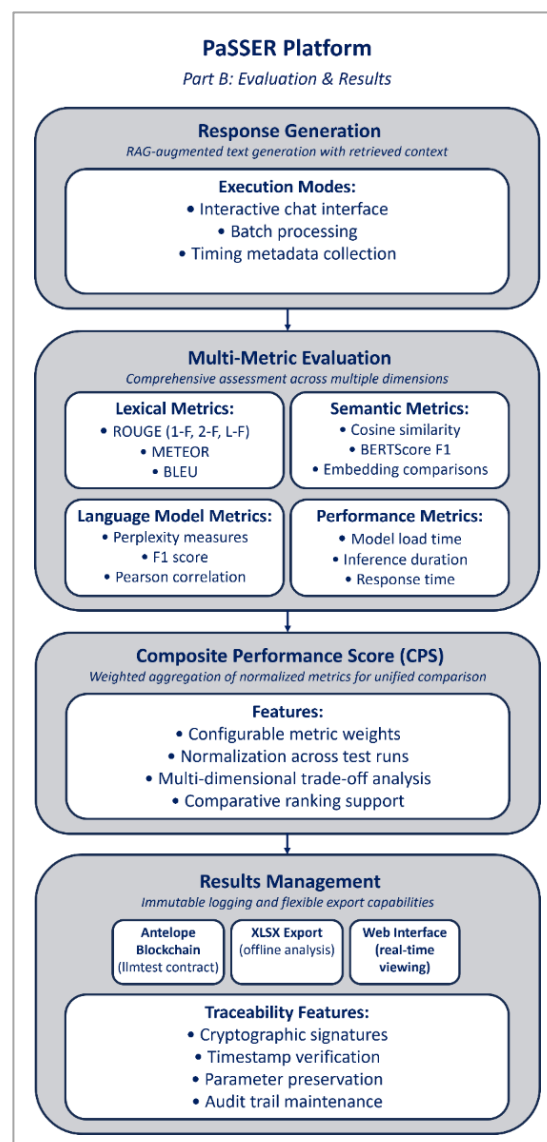 PaSSER Platform
Part B: Evaluation & Results
Response Generation
RAG-augmented text generation with retrieved context
Execution Modes:
• Interactive chat interface
• Batch processing
• Timing metadata collection
Multi-Metric Evaluation
Comprehensive assessment across multiple dimensions
Lexical Metrics:
• ROUGE (1-F, 2-F, L-F)
• METEOR
• BLEU
Semantic Metrics:
• Cosine similarity
• BERTScore F1
• Embedding comparisons
Language Model Metrics:
• Perplexity measures
• F1 score
• Pearson correlation
Performance Metrics:
• Model load time
• Inference duration
• Response time
Composite Performance Score (CPS)
Weighted aggregation of normalized metrics for unified comparison
Features:
• Configurable metric weights
• Normalization across test runs
• Multi-dimensional trade-off analysis
• Comparative ranking support
Results Management
Immutable logging and flexible export capabilities
Antelope
Blockchain
(llmtest contract)
XLSX Export
(offline analysis)
Web Interface
(real-time
viewing)
Traceability Features:
• Cryptographic signatures
• Timestamp verification
• Parameter preservation
• Audit trail maintenance